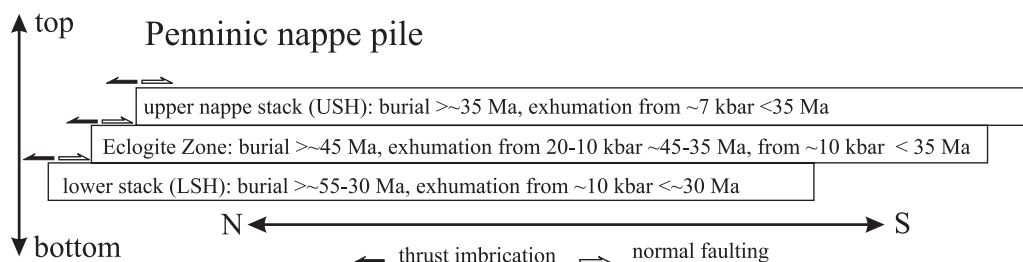 top
Penninic nappe pile
upper nappe stack (USH): burial >~35 Ma, exhumation from ~7 kbar <35 Ma
Eclogite Zone: burial >~45 Ma, exhumation from 20-10 kbar ~45-35 Ma, from ~10 kbar < 35 Ma
lower stack (LSH): burial >~55-30 Ma, exhumation from ~10 kbar <~30 Ma
N S
bottom
thrust imbrication normal faulting